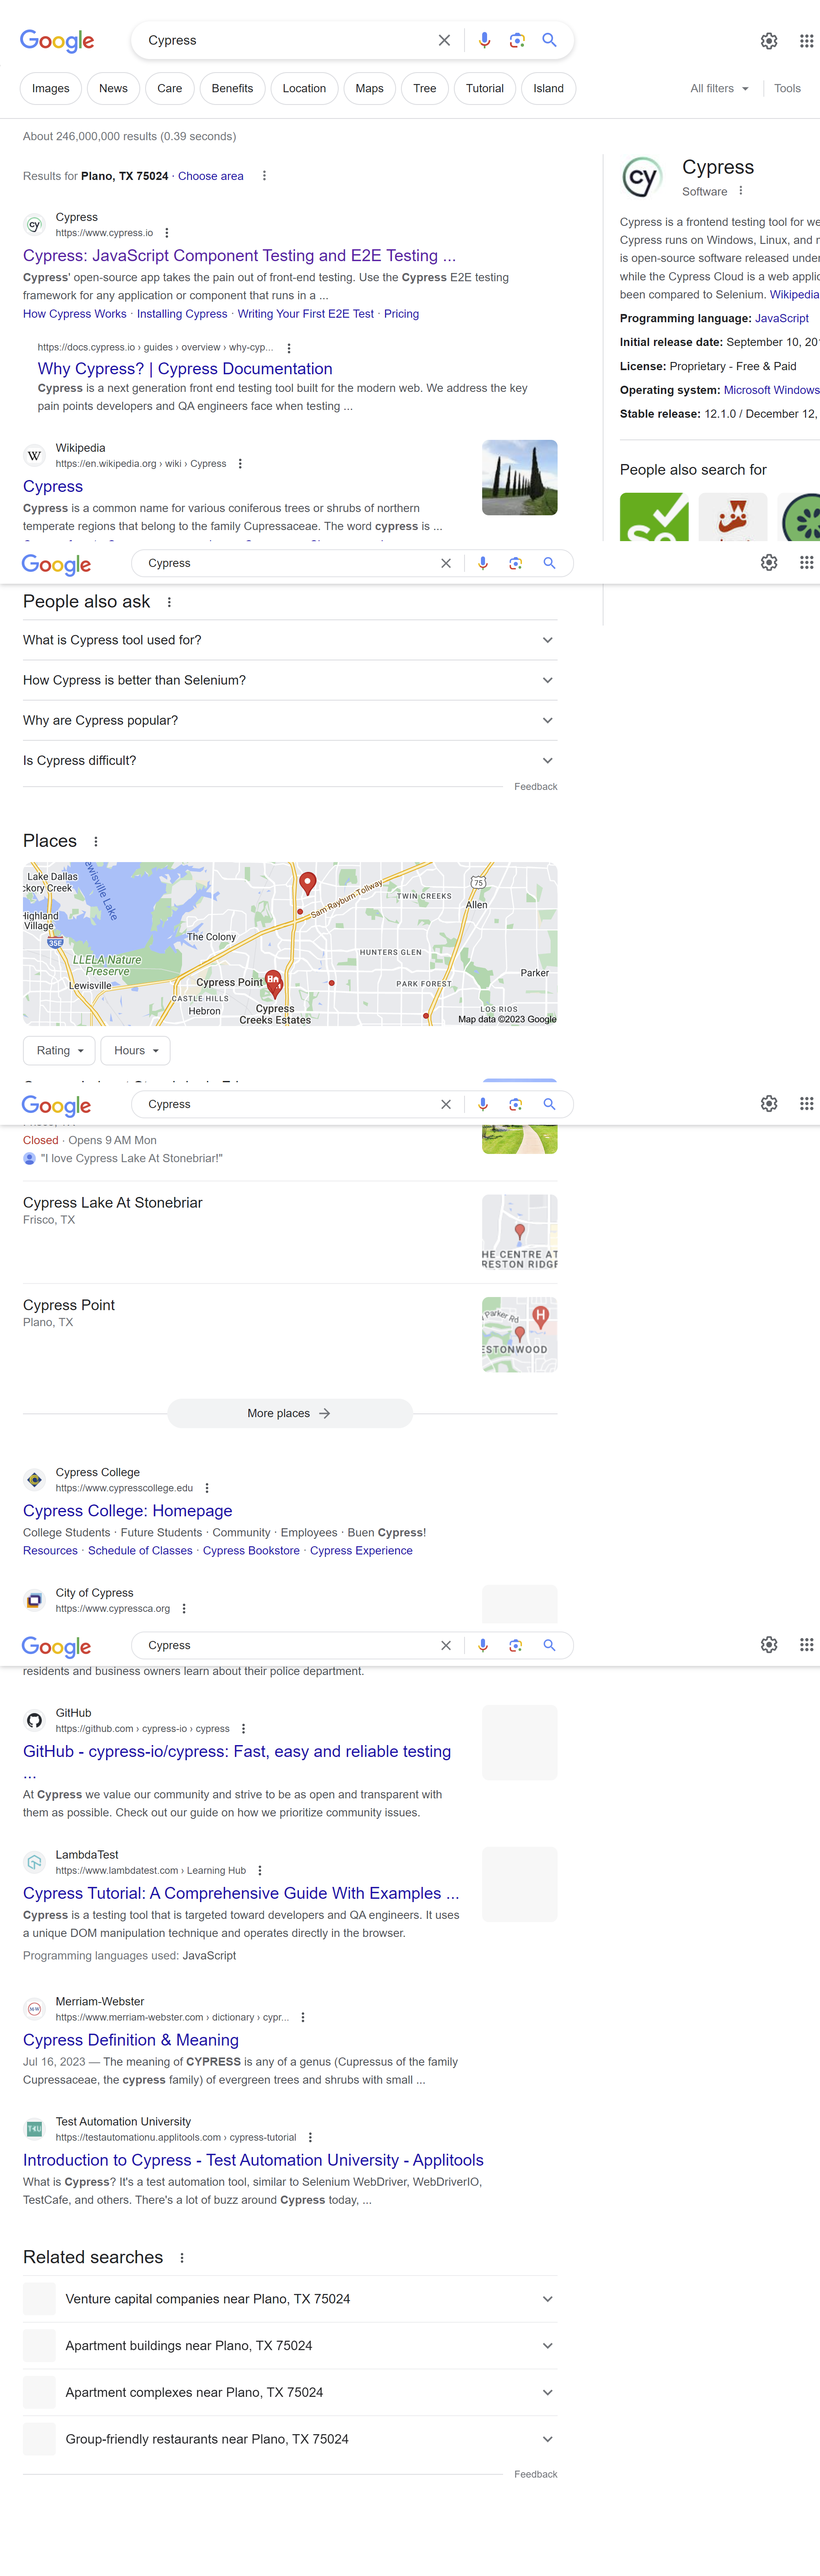 Google
Cypress
Images
News
Care
Benefits
Location
Maps
Tree
Tutorial
Island
All filters
Tools
About 246,000,000 results (0.39 seconds)
Results for Plano, TX 75024 · Choose area
Cypress
https://www.cypress.io
Cypress: JavaScript Component Testing and E2E Testing ...
Cypress' open-source app takes the pain out of front-end testing. Use the Cypress E2E testing
framework for any application or component that runs in a ...
How Cypress Works · Installing Cypress · Writing Your First E2E Test · Pricing
https://docs.cypress.io › guides › overview › why-cyp...
Why Cypress? | Cypress Documentation
Cypress is a next generation front end testing tool built for the modern web. We address the key
pain points developers and QA engineers face when testing ...
W
Wikipedia
https://en.wikipedia.org › wiki › Cypress
Cypress
Cypress is a common name for various coniferous trees or shrubs of northern
temperate regions that belong to the family Cupressaceae. The word cypress is ...
cy
Cypress
Software
Cypress is a frontend testing tool for we
Cypress runs on Windows, Linux, and
is open-source software released under
while the Cypress Cloud is a web applic
been compared to Selenium. Wikipedia
Programming language: JavaScript
Initial release date: September 10, 201
License: Proprietary - Free & Paid
Operating system: Microsoft Windows
Stable release: 12.1.0 / December 12,
People also search for
Se
Google
Cypress
People also ask
What is Cypress tool used for?
How Cypress is better than Selenium?
Why are Cypress popular?
Is Cypress difficult?
Feedback
Places
Lake Dallas
ckory Creek
ewisville Lake
Highland
Village
35E
LLELA Nature
Preserve
Lewisville
The Colony
CASTLE HILLS
Hebron
Cypress Point
Cypress
Creeks Estates
Sam Rayburn Tollway
TWIN CREEKS
75
Allen
HUNTERS GLEN
PARK FOREST
Parker
LOS RIOS
Map data ©2023 Google
Rating
Hours
Google
Cypress
Closed · Opens 9 AM Mon
"I love Cypress Lake At Stonebriar!"
Cypress Lake At Stonebriar
Frisco, TX
HE CENTRE AT
RESTON RIDGE
Cypress Point
Plano, TX
Parker Rd
H
ESTONWOOD
More places
Cypress College
https://www.cypresscollege.edu
Cypress College: Homepage
College Students · Future Students · Community · Employees · Buen Cypress!
Resources · Schedule of Classes · Cypress Bookstore · Cypress Experience
City of Cypress
https://www.cypressca.org
Google
Cypress
residents and business owners learn about their police department.
GitHub
https://github.com › cypress-io › cypress
GitHub - cypress-io/cypress: Fast, easy and reliable testing
...
At Cypress we value our community and strive to be as open and transparent with
them as possible. Check out our guide on how we prioritize community issues.
LambdaTest
https://www.lambdatest.com › Learning Hub
Cypress Tutorial: A Comprehensive Guide With Examples ...
Cypress is a testing tool that is targeted toward developers and QA engineers. It uses
a unique DOM manipulation technique and operates directly in the browser.
Programming languages used: JavaScript
Merriam-Webster
https://www.merriam-webster.com › dictionary › cypr...
Cypress Definition & Meaning
Jul 16, 2023 — The meaning of CYPRESS is any of a genus (Cupressus of the family
Cupressaceae, the cypress family) of evergreen trees and shrubs with small ...
T4U
Test Automation University
https://testautomationu.applitools.com › cypress-tutorial
Introduction to Cypress - Test Automation University - Applitools
What is Cypress? It's a test automation tool, similar to Selenium WebDriver, WebDriverIO,
TestCafe, and others. There's a lot of buzz around Cypress today, ...
Related searches
Venture capital companies near Plano, TX 75024
Apartment buildings near Plano, TX 75024
Apartment complexes near Plano, TX 75024
Group-friendly restaurants near Plano, TX 75024
Feedback